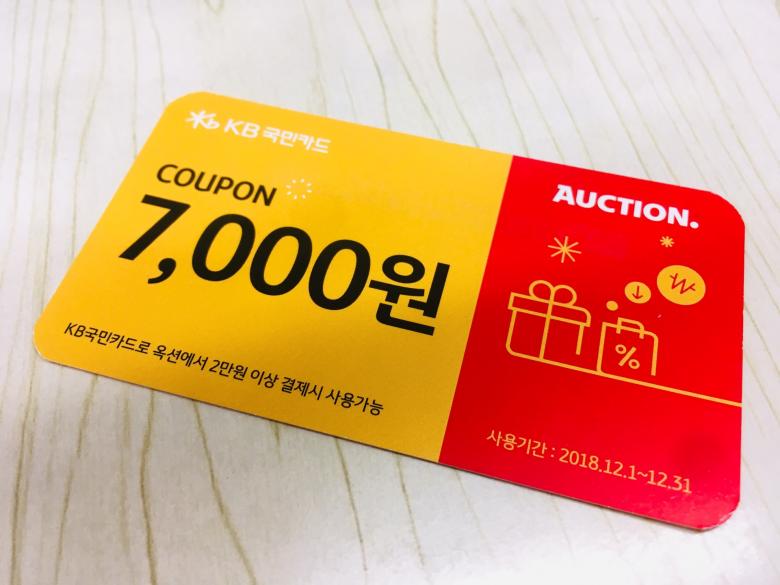 KB 국민카드
COUPON
7,000원
KB국민카드로 옥션에서 2만원 이상 결제시 사용가능
AUCTION.
₩
%
사용기간 : 2018.12.1~12.31